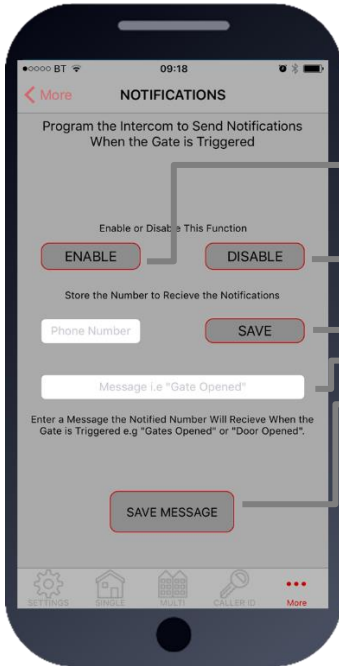 BT 09:18
More NOTIFICATIONS
Program the Intercom to Send Notifications
When the Gate is Triggered
Enable or Disable This Function
ENABLE DISABLE
Store the Number to Recieve the Notifications
Phone Number SAVE
Message i.e "Gate Opened"
Enter a Message the Notified Number Will Recieve When the
Gate is Triggered e.g "Gates Opened" or "Door Opened".
SAVE MESSAGE
SETTINGS SINGLE MULTI CALLER ID More